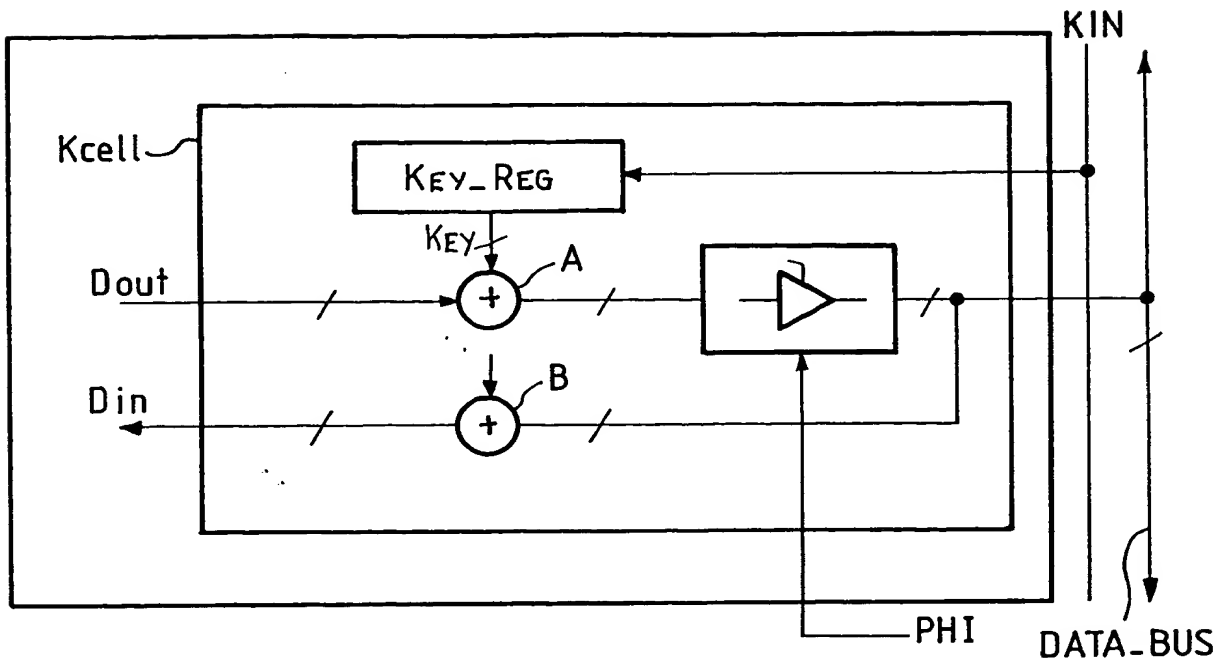 KIN
Kcell
KEY_REG
KEY
A
Dout
+
B
Din
+
PHI
DATA_BUS